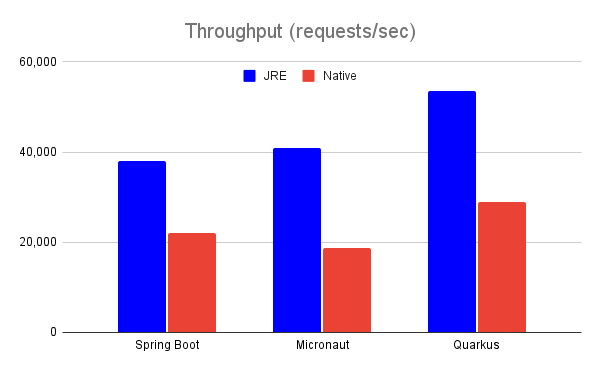 Throughput (requests/sec)
60,000
JRE Native
40,000
20,000
0
Spring Boot Micronaut Quarkus